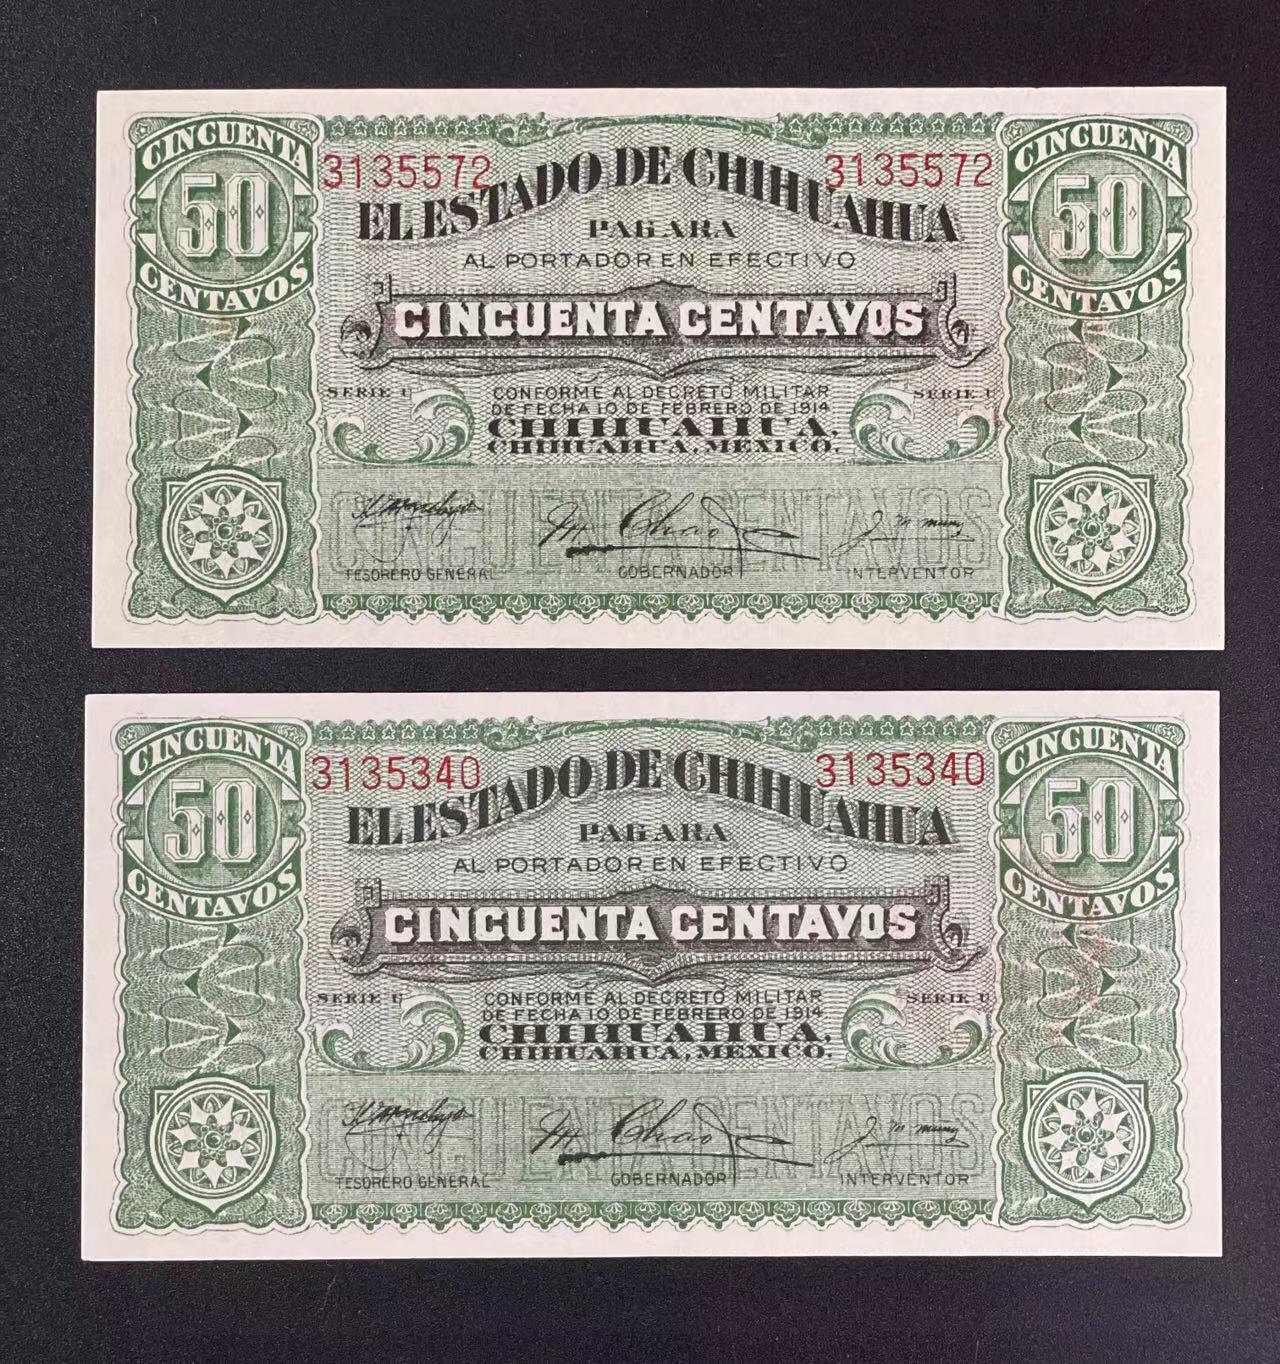 CINCUENTA
50
CENTAVOS
3135572
3135572
CINCUENTA
50
CENTAVOS
EL ESTADO DE CHIHUAHUA
PAGARA
AL PORTADOR EN EFECTIVO
CINCUENTA CENTAVOS
SERIE U
SERIE U
CONFORME AL DECRETO MILITAR
DE FECHA 10 DE FEBRERO DE 1914
CHIHUAHUA,
CHIHUAHUA, MEXICO.
CINCUENTA CENTAVOS
TESORERO GENERAL
GOBERNADOR
INTERVENTOR
CINCUENTA
50
CENTAVOS
3135340
3135340
CINCUENTA
50
CENTAVOS
EL ESTADO DE CHIHUAHUA
PAGARA
AL PORTADOR EN EFECTIVO
CINCUENTA CENTAVOS
SERIE U
SERIE U
CONFORME AL DECRETO MILITAR
DE FECHA 10 DE FEBRERO DE 1914
CHIHUAHUA,
CHIHUAHUA, MEXICO.
CINCUENTA CENTAVOS
TESORERO GENERAL
GOBERNADOR
INTERVENTOR